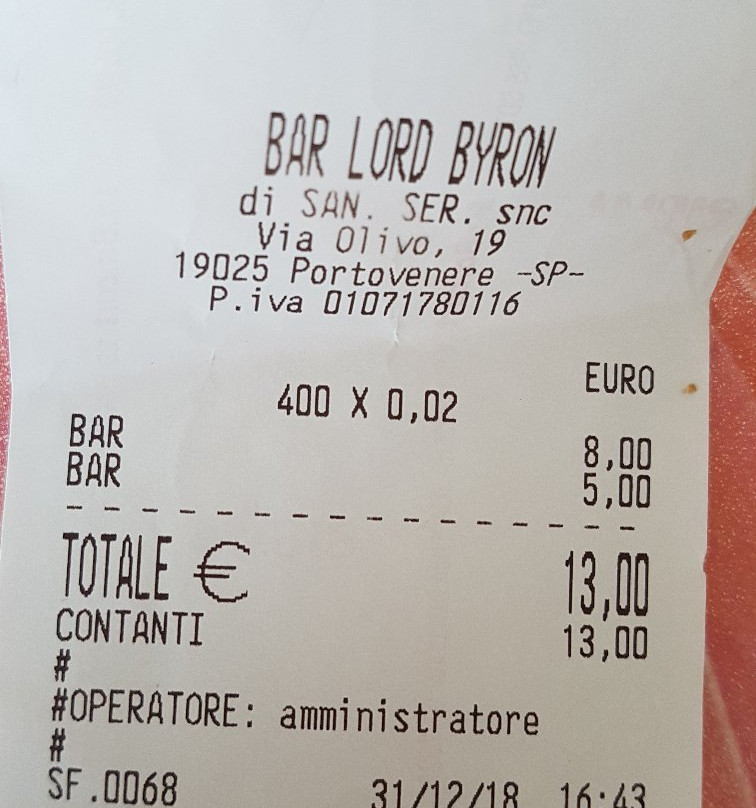 BAR LORD BYRON
di SAN. SER. snc
Via Olivo, 19
19025 Portovenere -SP-
P.iva 01071780116
EURO
400 X 0,02
BAR 8,00
BAR 5,00
TOTALE € 13,00
CONTANTI 13,00
#
#OPERATORE: amministratore
#
SF.0068 31/12/18 16:43